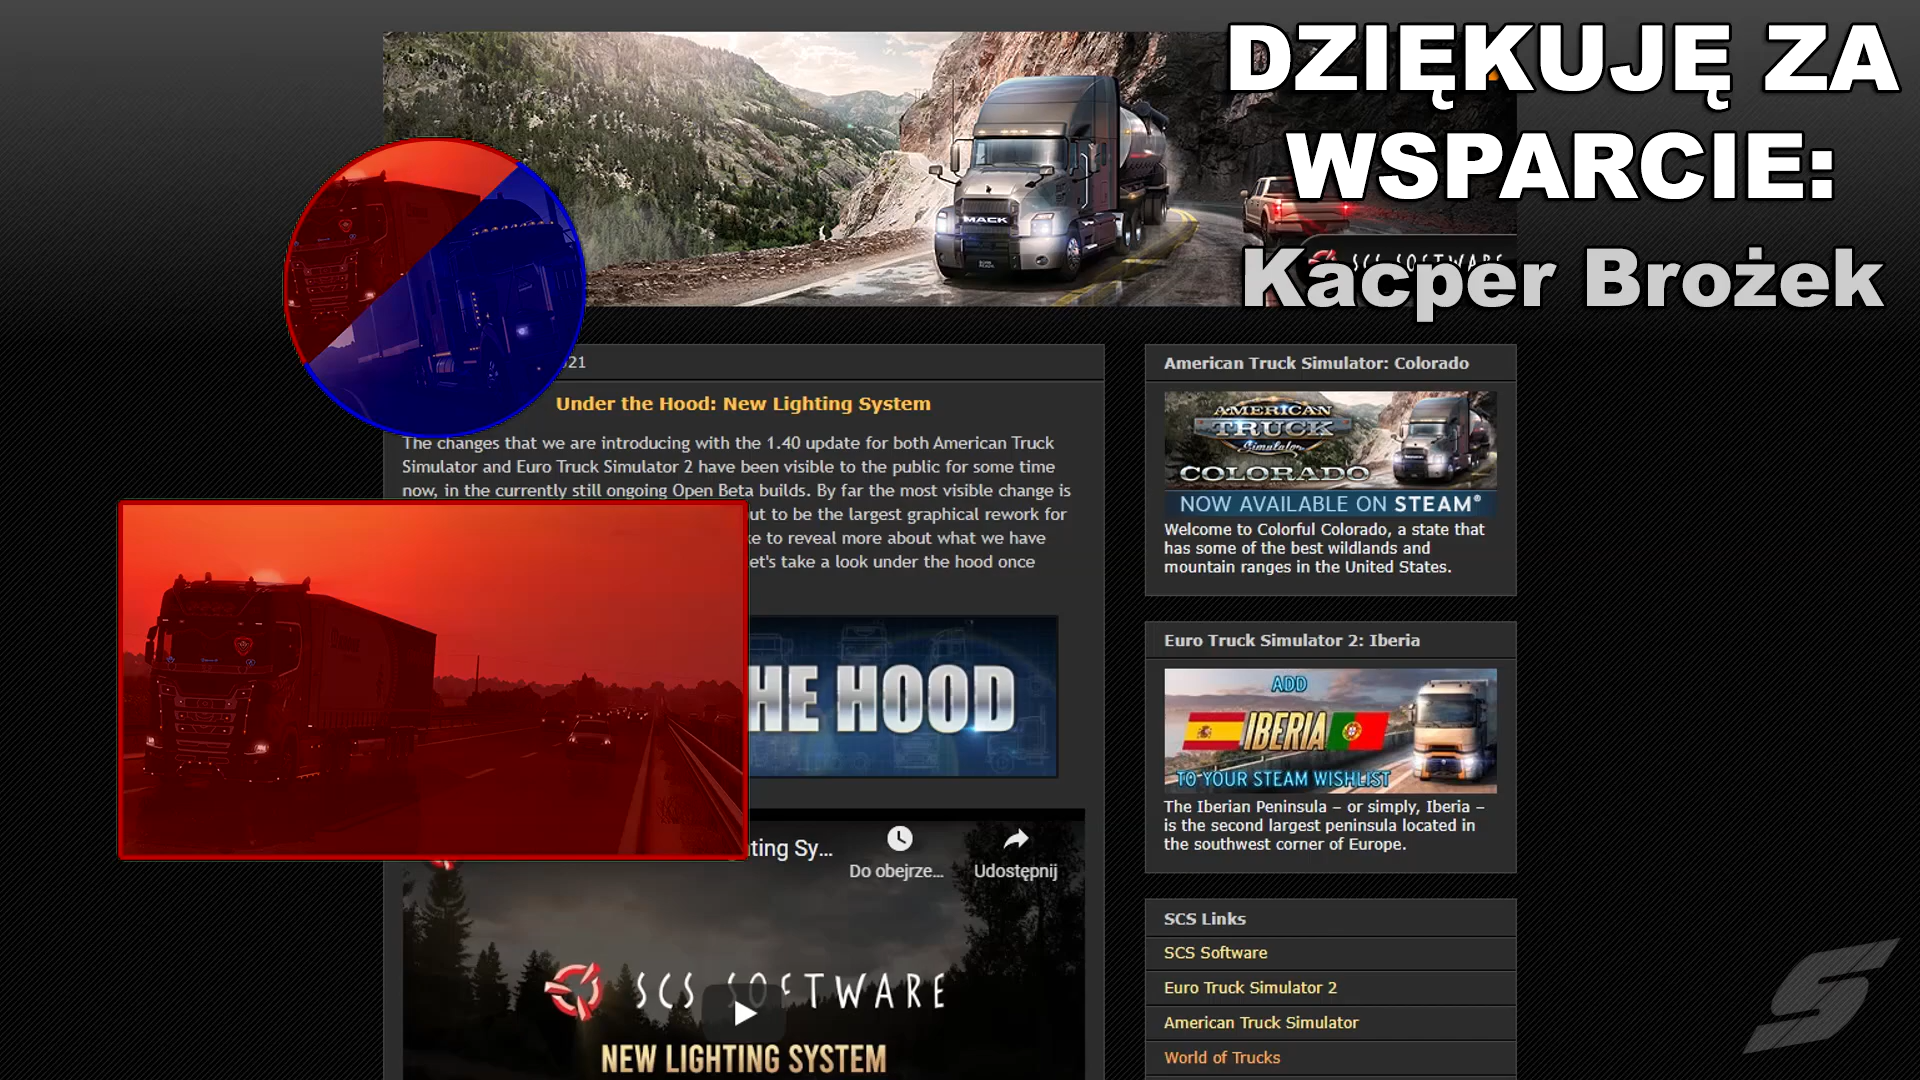 DZIĘKUJĘ ZA
WSPARCIE:
Kacper Brożek
MACK
SCS SOFTWARE
21
Under the Hood: New Lighting System
The changes that we are introducing with the 1.40 update for both American Truck
Simulator and Euro Truck Simulator 2 have been visible to the public for some time
now, in the currently still ongoing Open Beta builds. By far the most visible change is
ut to be the largest graphical rework for
to reveal more about what we have
et's take a look under the hood once
HE HOOD
ting Sy...
Do obejrze...
Udostępnij
SCS SOFTWARE
NEW LIGHTING SYSTEM
American Truck Simulator: Colorado
AMERICAN
TRUCK
Simulator
COLORADO
NOW AVAILABLE ON STEAM®
Welcome to Colorful Colorado, a state that
has some of the best wildlands and
mountain ranges in the United States.
Euro Truck Simulator 2: Iberia
ADD
IBERIA
TO YOUR STEAM WISHLIST
The Iberian Peninsula – or simply, Iberia –
is the second largest peninsula located in
the southwest corner of Europe.
SCS Links
SCS Software
Euro Truck Simulator 2
American Truck Simulator
World of Trucks
S